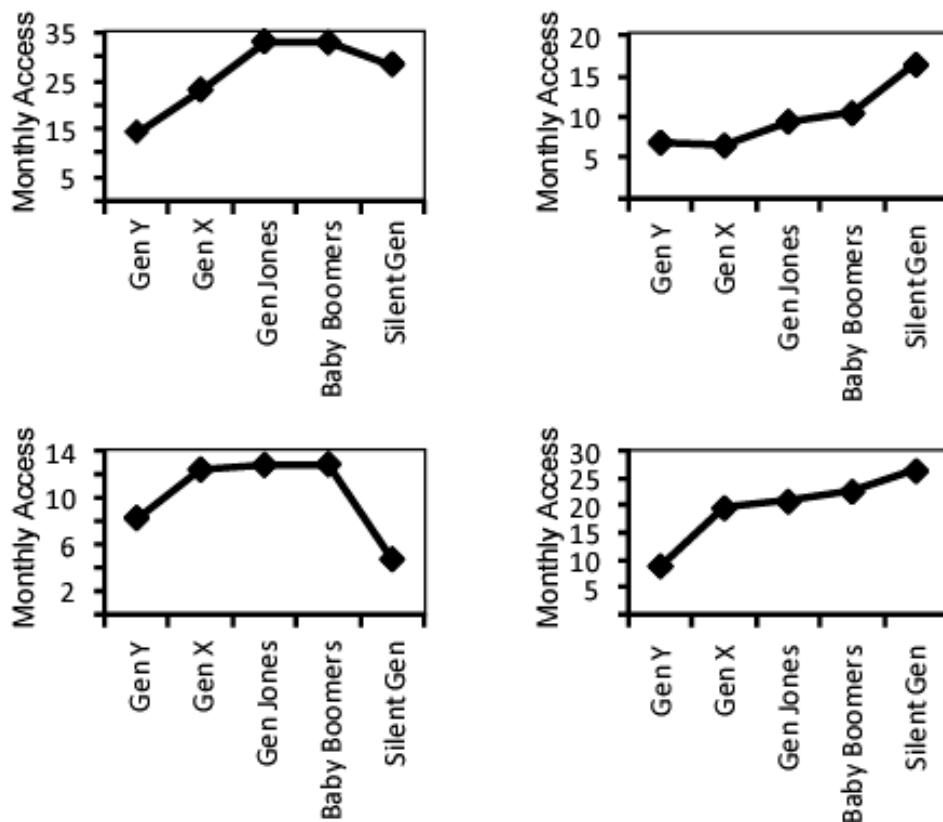 Monthly Access
35
25
15
5
Gen Y
Gen X
Gen Jones
Baby Boomers
Silent Gen
Monthly Access
20
15
10
5
Gen Y
Gen X
Gen Jones
Baby Boomers
Silent Gen
Monthly Access
14
10
6
2
Gen Y
Gen X
Gen Jones
Baby Boomers
Silent Gen
Monthly Access
30
25
20
15
10
5
Gen Y
Gen X
Gen Jones
Baby Boomers
Silent Gen